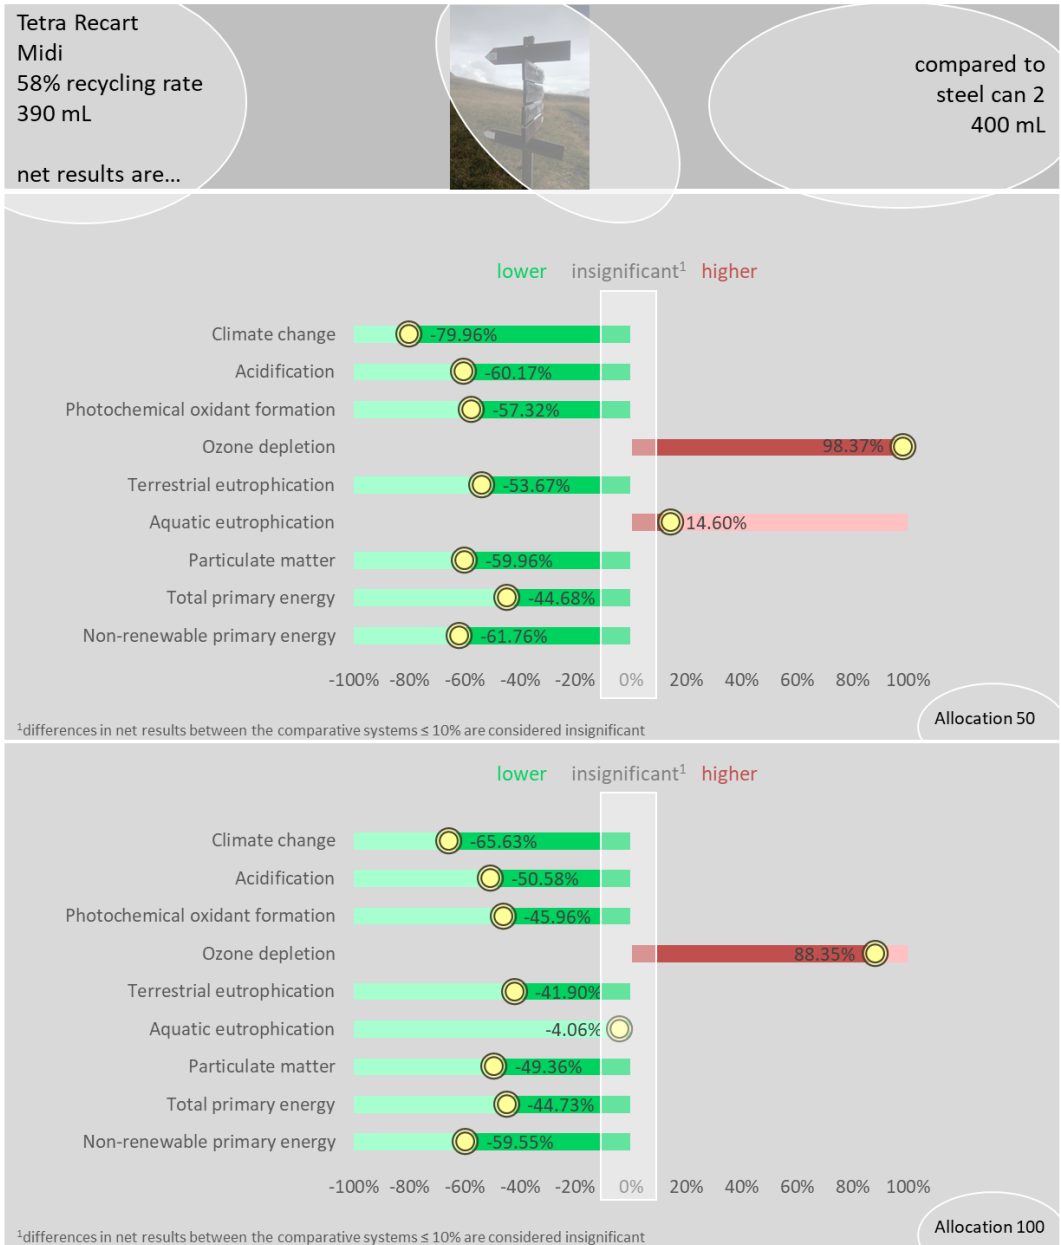 Tetra Recart
Midi
58% recycling rate
390 mL
net results are...
compared to
steel can 2
400 mL
lower insignificant¹ higher
Climate change -79.96%
Acidification -60.17%
Photochemical oxidant formation -57.32%
Ozone depletion 98.37%
Terrestrial eutrophication -53.67%
Aquatic eutrophication 14.60%
Particulate matter -59.96%
Total primary energy -44.68%
Non-renewable primary energy -61.76%
-100% -80% -60% -40% -20% 0% 20% 40% 60% 80% 100%
Allocation 50
¹differences in net results between the comparative systems ≤ 10% are considered insignificant
lower insignificant¹ higher
Climate change -65.63%
Acidification -50.58%
Photochemical oxidant formation -45.96%
Ozone depletion 88.35%
Terrestrial eutrophication -41.90%
Aquatic eutrophication -4.06%
Particulate matter -49.36%
Total primary energy -44.73%
Non-renewable primary energy -59.55%
-100% -80% -60% -40% -20% 0% 20% 40% 60% 80% 100%
Allocation 100
¹differences in net results between the comparative systems ≤ 10% are considered insignificant